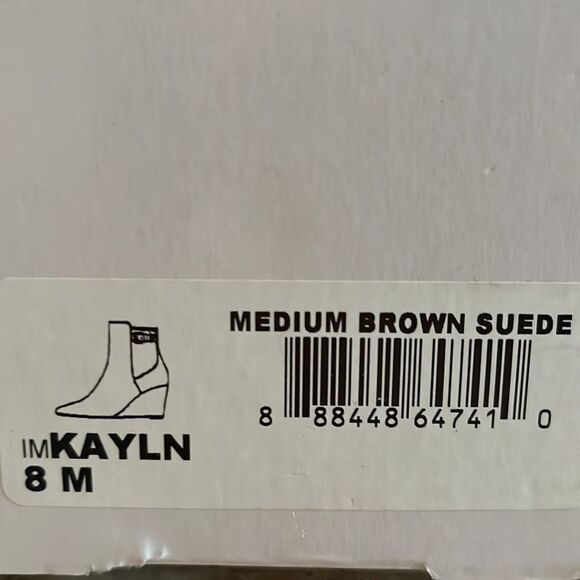 MEDIUM BROWN SUEDE
8 88448 64741 0
IMKAYLN
8 M